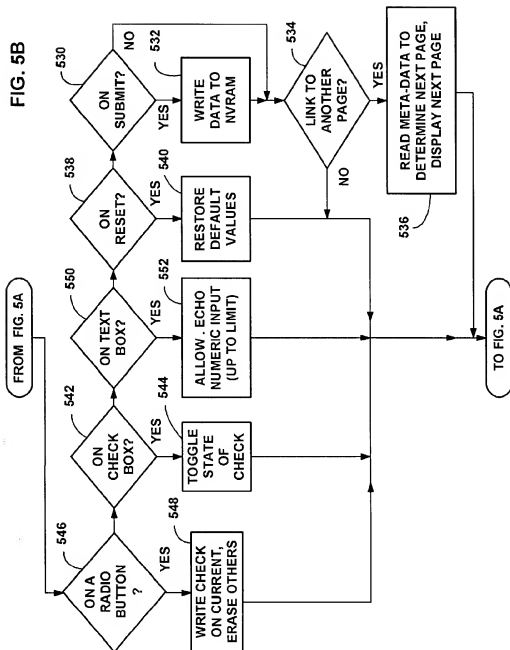 FIG. 5B
FROM FIG. 5A
546
ON A
RADIO
BUTTON
?
YES
548
WRITE CHECK
ON CURRENT,
ERASE OTHERS
542
ON
CHECK
BOX?
YES
544
TOGGLE
STATE
OF
CHECK
550
ON TEXT
BOX?
YES
552
ALLOW . ECHO
NUMERIC INPUT
(UP TO LIMIT)
538
ON
RESET?
YES
540
RESTORE
DEFAULT
VALUES
530
ON
SUBMIT?
NO
YES
532
WRITE
DATA TO
NVRAM
534
LINK TO
ANOTHER
PAGE?
NO
YES
READ META-DATA TO
DETERMINE NEXT PAGE,
DISPLAY NEXT PAGE
536
TO FIG. 5A